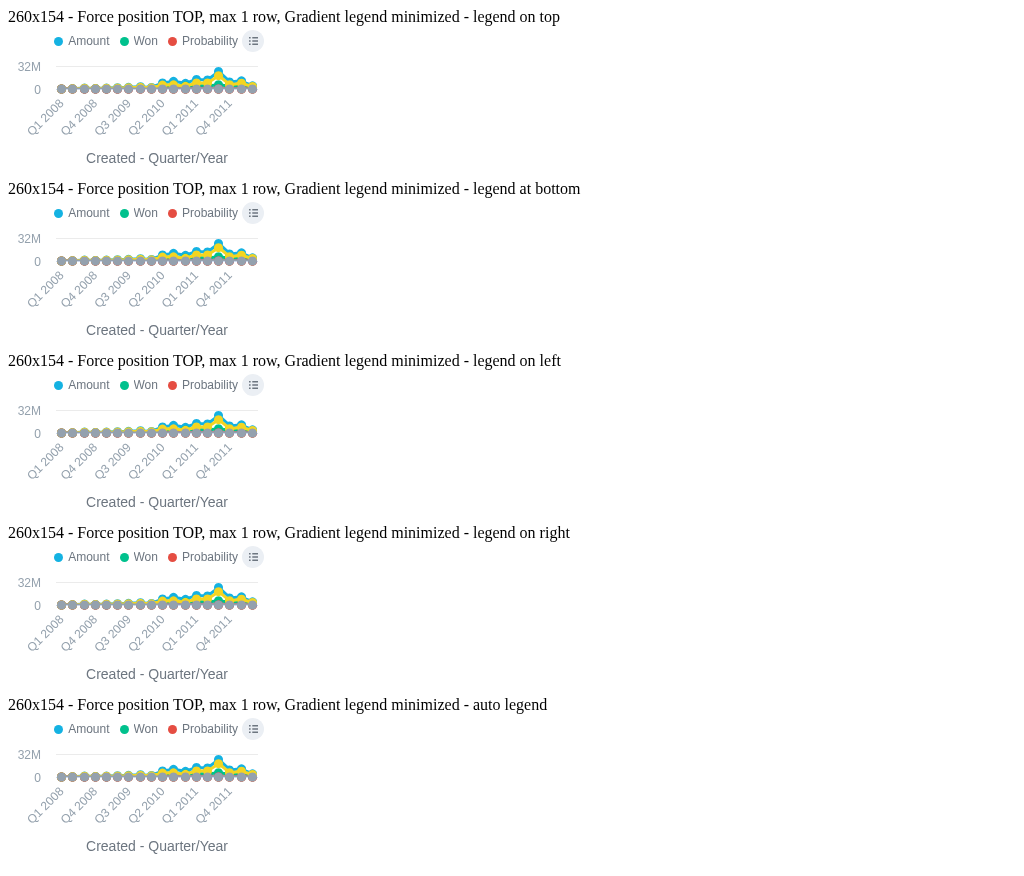 260x154 - Force position TOP, max 1 row, Gradient legend minimized - legend on top
Amount Won Probability
32M
0
Q1 2008 Q4 2008 Q3 2009 Q2 2010 Q1 2011 Q4 2011
Created - Quarter/Year
260x154 - Force position TOP, max 1 row, Gradient legend minimized - legend at bottom
Amount Won Probability
32M
0
Q1 2008 Q4 2008 Q3 2009 Q2 2010 Q1 2011 Q4 2011
Created - Quarter/Year
260x154 - Force position TOP, max 1 row, Gradient legend minimized - legend on left
Amount Won Probability
32M
0
Q1 2008 Q4 2008 Q3 2009 Q2 2010 Q1 2011 Q4 2011
Created - Quarter/Year
260x154 - Force position TOP, max 1 row, Gradient legend minimized - legend on right
Amount Won Probability
32M
0
Q1 2008 Q4 2008 Q3 2009 Q2 2010 Q1 2011 Q4 2011
Created - Quarter/Year
260x154 - Force position TOP, max 1 row, Gradient legend minimized - auto legend
Amount Won Probability
32M
0
Q1 2008 Q4 2008 Q3 2009 Q2 2010 Q1 2011 Q4 2011
Created - Quarter/Year